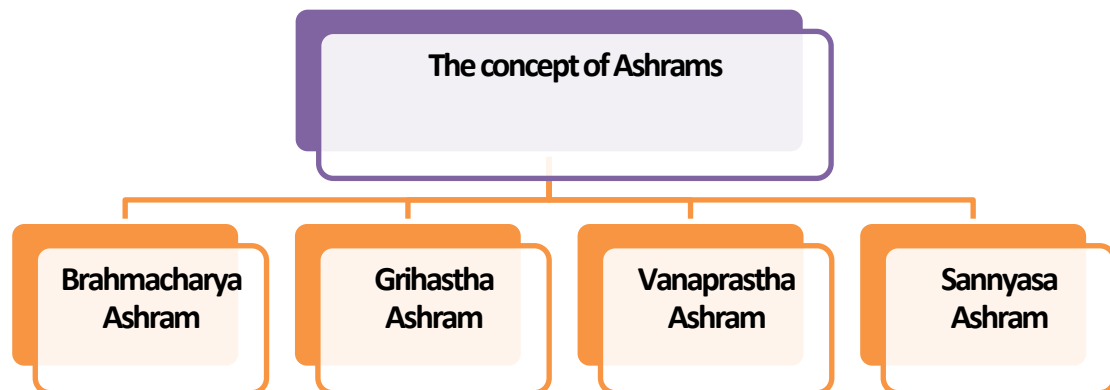 The concept of Ashrams
Brahmacharya
Ashram
Grihastha
Ashram
Vanaprastha
Ashram
Sannyasa
Ashram